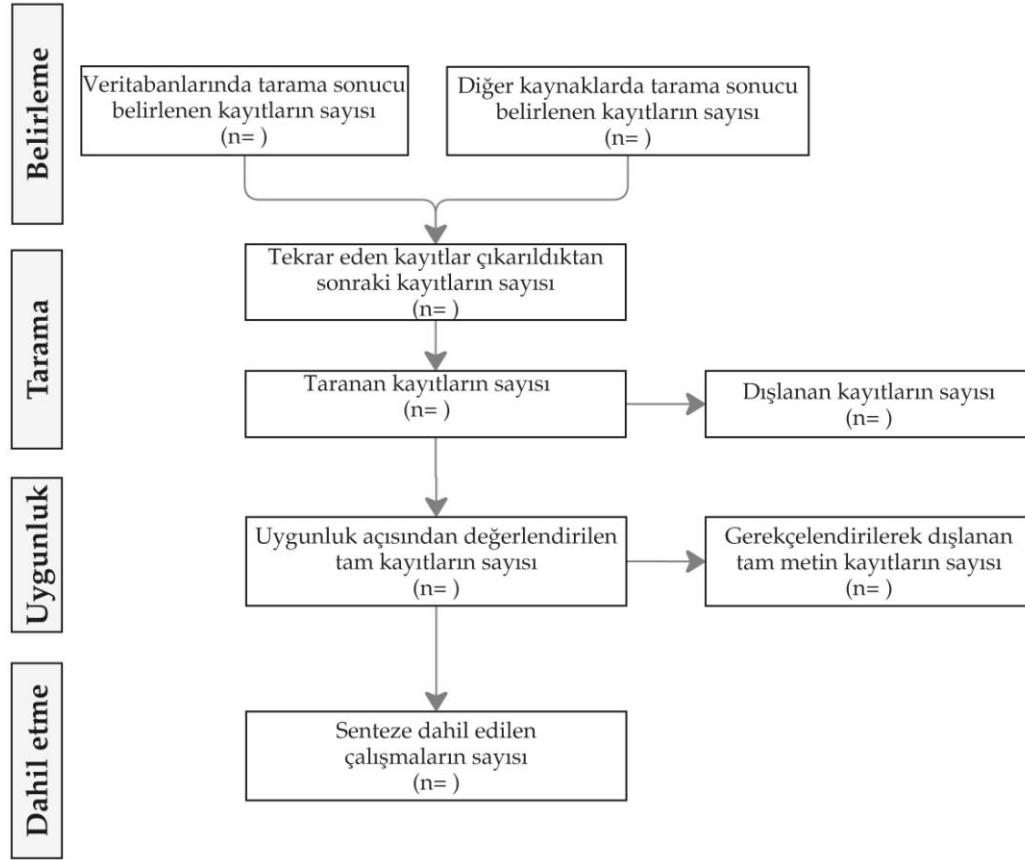 Belirleme
Veritabanlarında tarama sonucu
belirlenen kayıtların sayısı
(n= )
Diğer kaynaklarda tarama sonucu
belirlenen kayıtların sayısı
(n= )
Tarama
Tekrar eden kayıtlar çıkarıldıktan
sonraki kayıtların sayısı
(n= )
Taranan kayıtların sayısı
(n= )
Dışlanan kayıtların sayısı
(n= )
Uygunluk
Uygunluk açısından değerlendirilen
tam kayıtların sayısı
(n= )
Gerekçelendirilerek dışlanan
tam metin kayıtların sayısı
(n= )
Dahil etme
Senteze dahil edilen
çalışmaların sayısı
(n= )